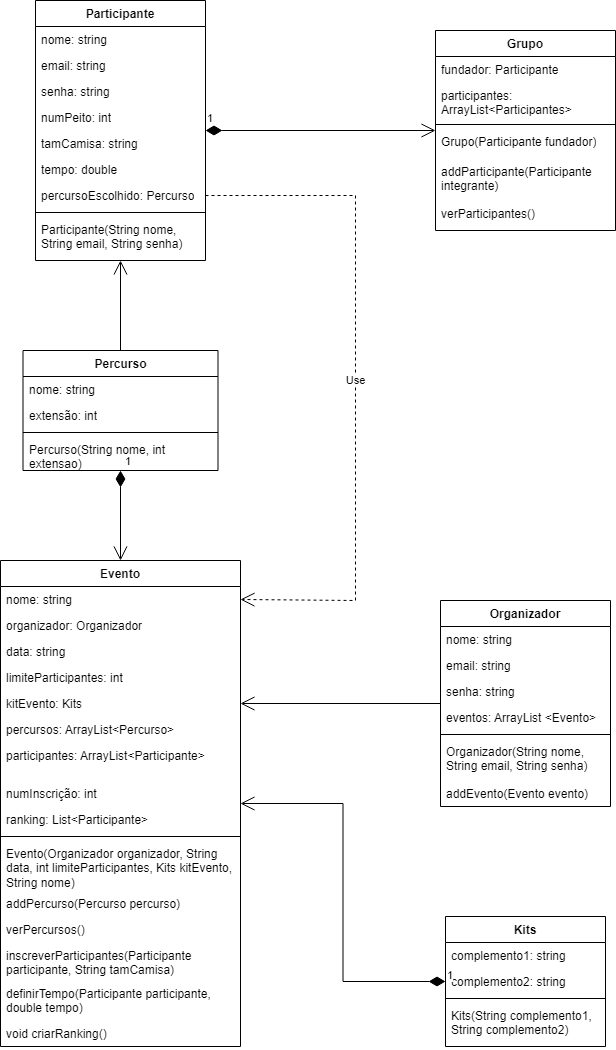 Participante
nome: string
email: string
senha: string
numPeito: int
tamCamisa: string
tempo: double
percursoEscolhido: Percurso
Participante(String nome,
String email, String senha)
1
Grupo
fundador: Participante
participantes:
ArrayList<Participantes>
Grupo(Participante fundador)
addParticipante(Participante
integrante)
verParticipantes()
Use
Percurso
nome: string
extensão: int
Percurso(String nome, int
extensao)
1
Evento
nome: string
organizador: Organizador
data: string
limiteParticipantes: int
kitEvento: Kits
percursos: ArrayList<Percurso>
participantes: ArrayList<Participante>
numInscrição: int
ranking: List<Participante>
Evento(Organizador organizador, String
data, int limiteParticipantes, Kits kitEvento,
String nome)
addPercurso(Percurso percurso)
verPercursos()
inscreverParticipantes(Participante
participante, String tamCamisa)
definirTempo(Participante participante,
double tempo)
void criarRanking()
Organizador
nome: string
email: string
senha: string
eventos: ArrayList <Evento>
Organizador(String nome,
String email, String senha)
addEvento(Evento evento)
Kits
complemento1: string
1
complemento2: string
Kits(String complemento1,
String complemento2)